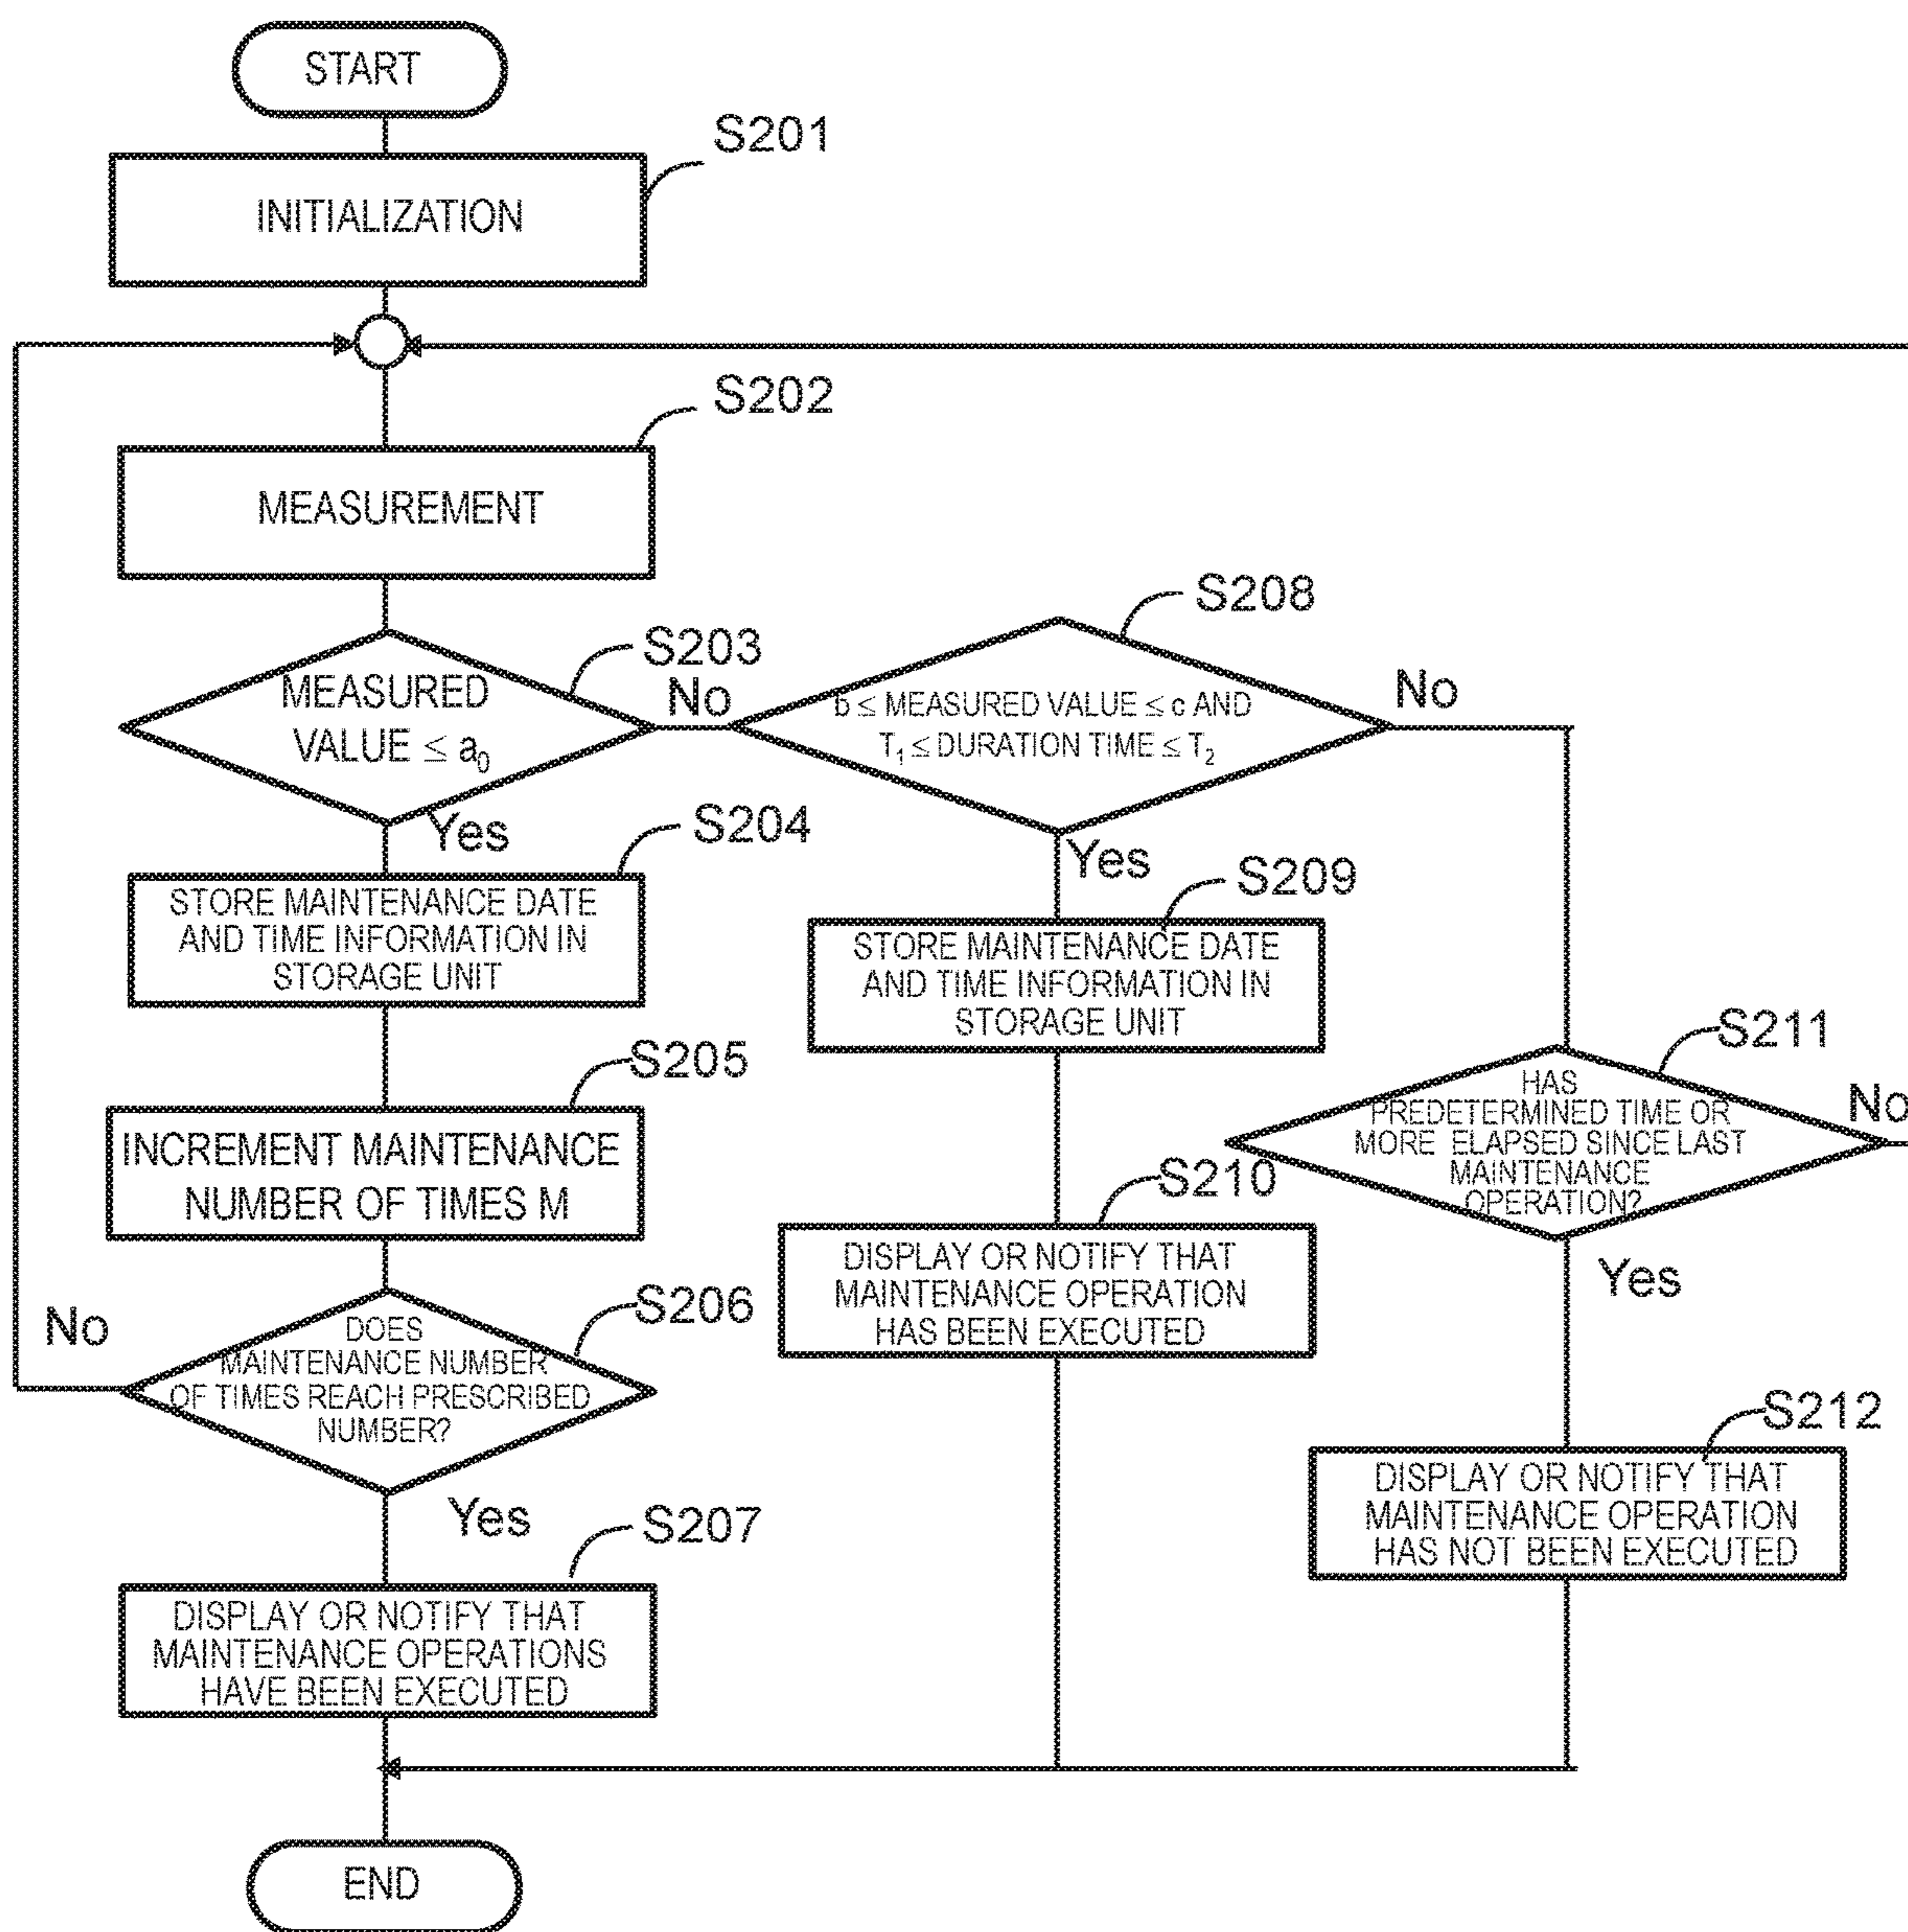 START
S201
INITIALIZATION
S202
MEASUREMENT
S203
MEASURED
VALUE ≤ a₀
No
Yes
S204
STORE MAINTENANCE DATE
AND TIME INFORMATION IN
STORAGE UNIT
S205
INCREMENT MAINTENANCE
NUMBER OF TIMES M
S206
DOES
MAINTENANCE NUMBER
OF TIMES REACH PRESCRIBED
NUMBER?
No
Yes
S207
DISPLAY OR NOTIFY THAT
MAINTENANCE OPERATIONS
HAVE BEEN EXECUTED
S208
b ≤ MEASURED VALUE ≤ c AND
T₁ ≤ DURATION TIME ≤ T₂
No
Yes
S209
STORE MAINTENANCE DATE
AND TIME INFORMATION IN
STORAGE UNIT
S210
DISPLAY OR NOTIFY THAT
MAINTENANCE OPERATION
HAS BEEN EXECUTED
S211
HAS
PREDETERMINED TIME OR
MORE ELAPSED SINCE LAST
MAINTENANCE
OPERATION?
No
Yes
S212
DISPLAY OR NOTIFY THAT
MAINTENANCE OPERATION
HAS NOT BEEN EXECUTED
END